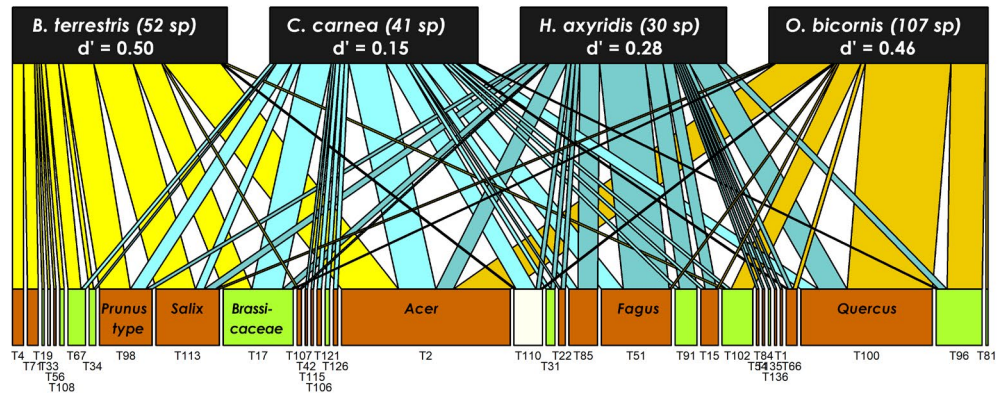 B. terrestris (52 sp)
d' = 0.50
C. carnea (41 sp)
d' = 0.15
H. axyridis (30 sp)
d' = 0.28
O. bicornis (107 sp)
d' = 0.46
Prunus
type
Salix
Brassi-
caceae
Acer
Fagus
Quercus
T4
T71
T19
T33
T56
T108
T67
T34
T98
T113
T17
T107
T42
T115
T106
T121
T126
T2
T110
T31
T22
T85
T51
T91
T15
T102
T84
T136
T1
T66
T100
T96
T81